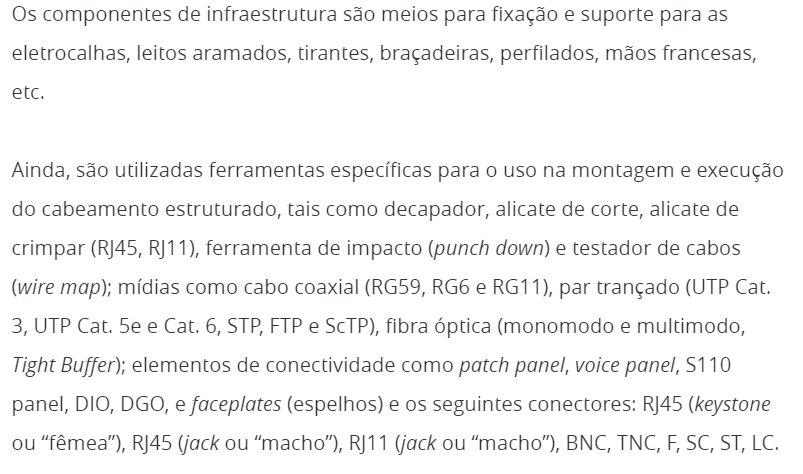 Os componentes de infraestrutura são meios para fixação e suporte para as
eletrocalhas, leitos aramados, tirantes, braçadeiras, perfilados, mãos francesas,
etc.
Ainda, são utilizadas ferramentas específicas para o uso na montagem e execução
do cabeamento estruturado, tais como decapador, alicate de corte, alicate de
crimpar (RJ45, RJ11), ferramenta de impacto (punch down) e testador de cabos
(wire map); mídias como cabo coaxial (RG59, RG6 e RG11), par trançado (UTP Cat.
3, UTP Cat. 5e e Cat. 6, STP, FTP e ScTP), fibra óptica (monomodo e multimodo,
Tight Buffer); elementos de conectividade como patch panel, voice panel, S110
panel, DIO, DGO, e faceplates (espelhos) e os seguintes conectores: RJ45 (keystone
ou “fêmea”), RJ45 (jack ou “macho”), RJ11 (jack ou “macho”), BNC, TNC, F, SC, ST, LC.